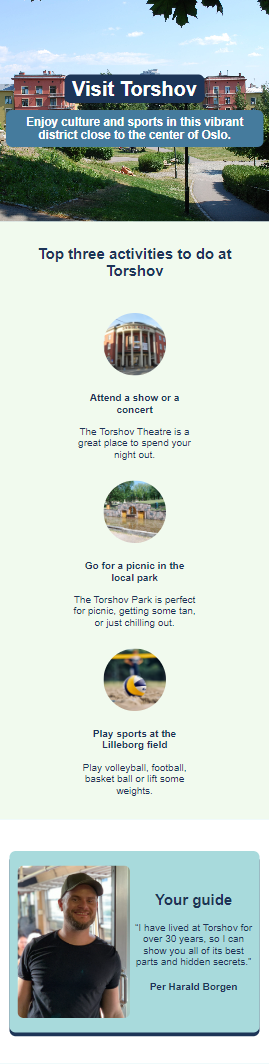 Visit Torshov
Enjoy culture and sports in this vibrant
district close to the center of Oslo.
Top three activities to do at
Torshov
Attend a show or a
concert
The Torshov Theatre is a
great place to spend your
night out.
Go for a picnic in the
local park
The Torshov Park is perfect
for picnic, getting some tan,
or just chilling out.
Play sports at the
Lilleborg field
Play volleyball, football,
basket ball or lift some
weights.
Your guide
"I have lived at Torshov for
over 30 years, so I can
show you all of its best
parts and hidden secrets."
Per Harald Borgen